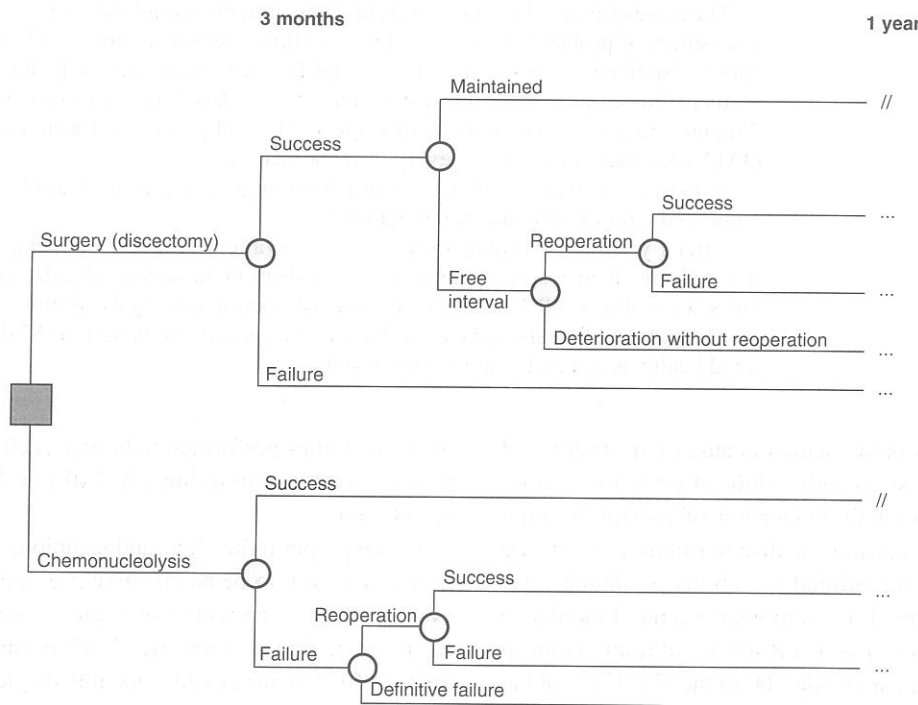 3 months
1 year
Maintained
//
Success
Success
...
Surgery (discectomy)
Reoperation
Free
interval
Failure
...
Deterioration without reoperation
...
Failure
...
Success
//
Chemonucleolysis
Success
...
Reoperation
Failure
Failure
...
Definitive failure